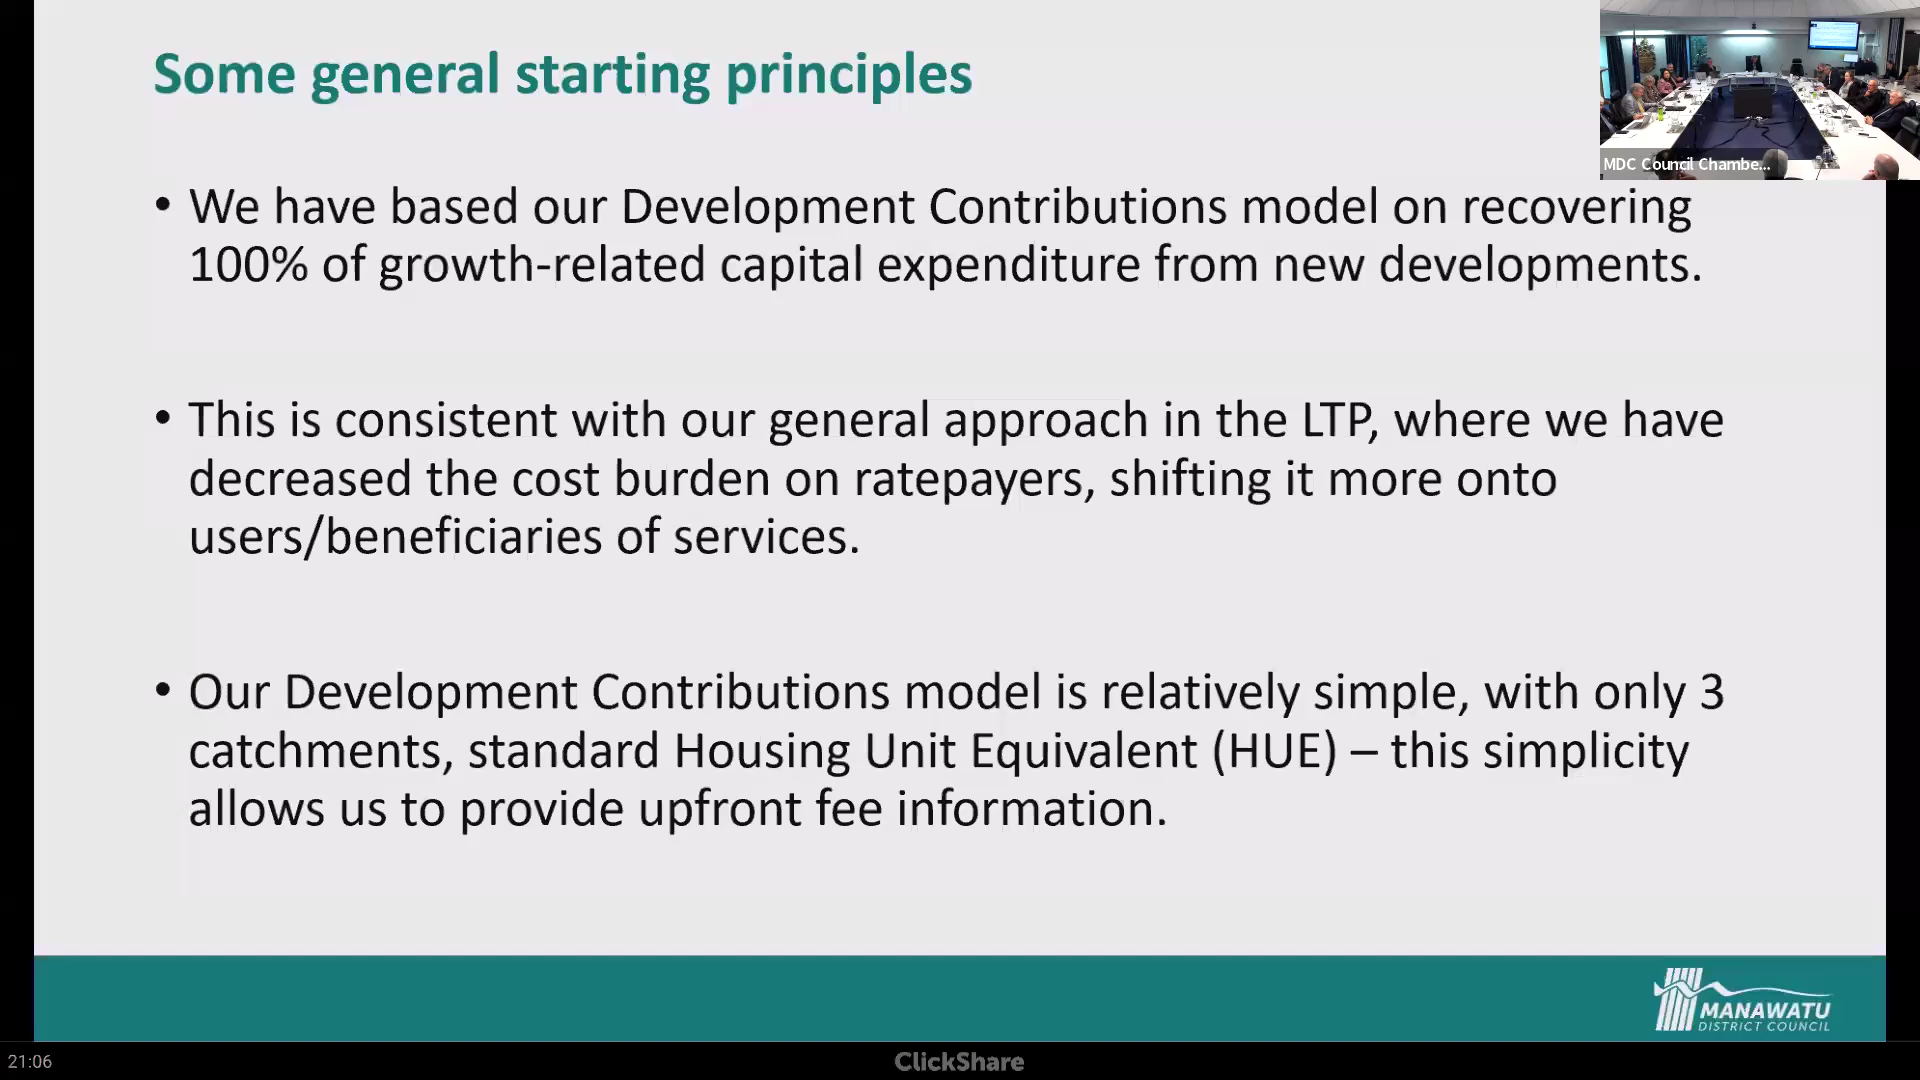 Some general starting principles
MDC Council Chambe...
• We have based our Development Contributions model on recovering
100% of growth-related capital expenditure from new developments.
• This is consistent with our general approach in the LTP, where we have
decreased the cost burden on ratepayers, shifting it more onto
users/beneficiaries of services.
• Our Development Contributions model is relatively simple, with only 3
catchments, standard Housing Unit Equivalent (HUE) – this simplicity
allows us to provide upfront fee information.
MANAWATU
DISTRICT COUNCIL
21:06
ClickShare